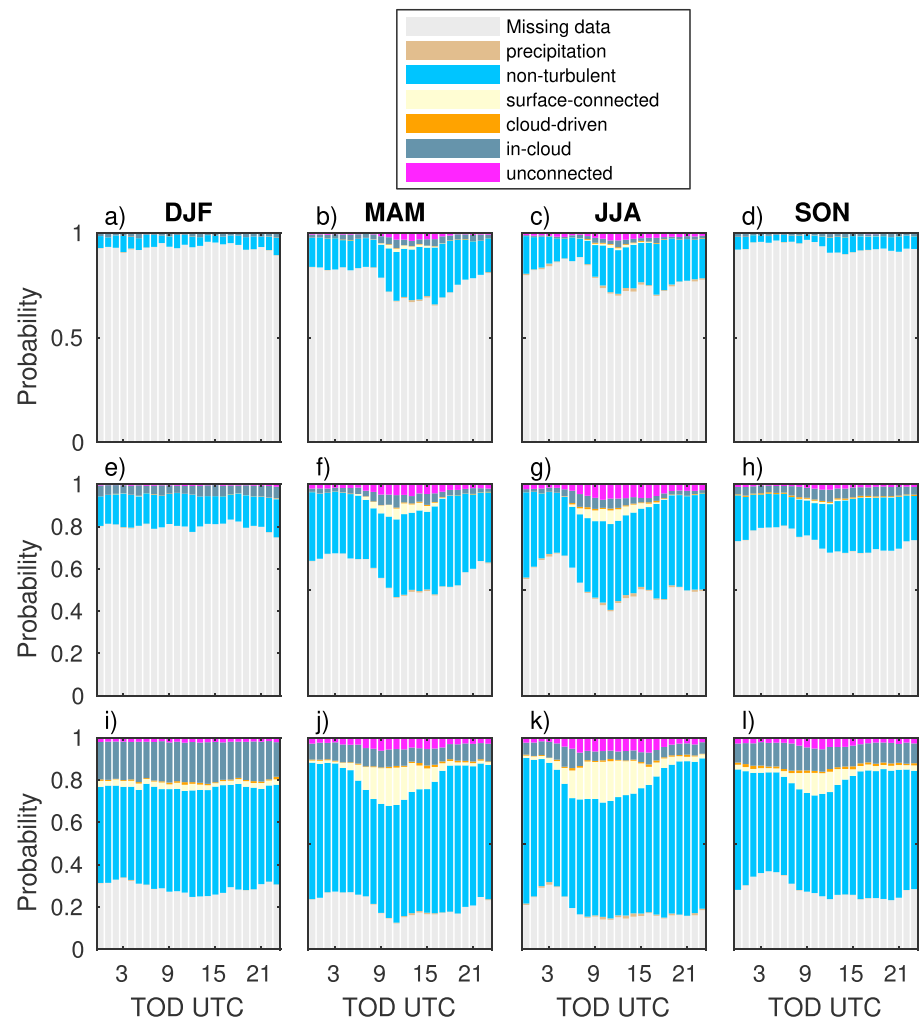 Missing data
precipitation
non-turbulent
surface-connected
cloud-driven
in-cloud
unconnected
a) DJF
b) MAM
c) JJA
d) SON
1
0.5
0
Probability
e)
f)
g)
h)
1
0.8
0.6
0.4
0.2
0
Probability
i)
j)
k)
l)
1
0.8
0.6
0.4
0.2
0
Probability
3 9 15 21
3 9 15 21
3 9 15 21
3 9 15 21
TOD UTC
TOD UTC
TOD UTC
TOD UTC